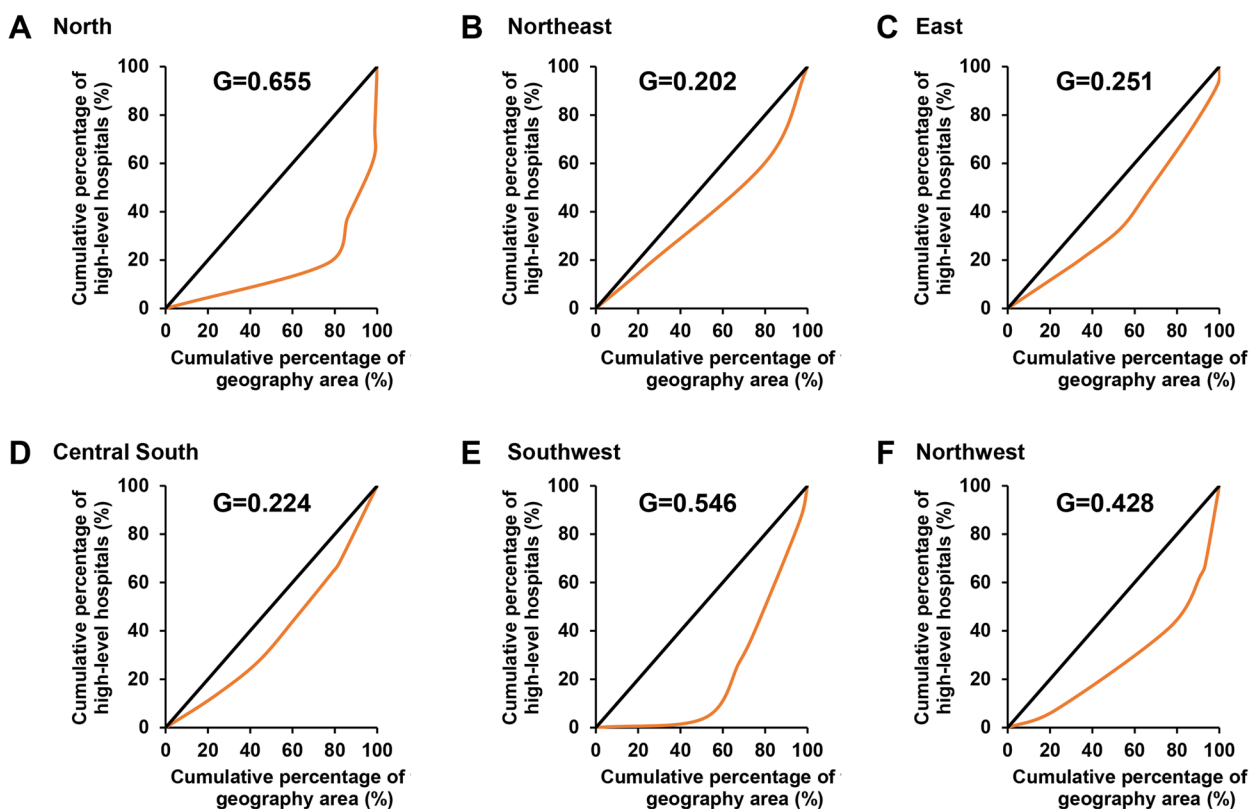 A North
G=0.655
Cumulative percentage of
high-level hospitals (%)
100
80
60
40
20
0
0 20 40 60 80 100
Cumulative percentage of
geography area (%)
B Northeast
G=0.202
Cumulative percentage of
high-level hospitals (%)
100
80
60
40
20
0
0 20 40 60 80 100
Cumulative percentage of
geography area (%)
C East
G=0.251
Cumulative percentage of
high-level hospitals (%)
100
80
60
40
20
0
0 20 40 60 80 100
Cumulative percentage of
geography area (%)
D Central South
G=0.224
Cumulative percentage of
high-level hospitals (%)
100
80
60
40
20
0
0 20 40 60 80 100
Cumulative percentage of
geography area (%)
E Southwest
G=0.546
Cumulative percentage of
high-level hospitals (%)
100
80
60
40
20
0
0 20 40 60 80 100
Cumulative percentage of
geography area (%)
F Northwest
G=0.428
Cumulative percentage of
high-level hospitals (%)
100
80
60
40
20
0
0 20 40 60 80 100
Cumulative percentage of
geography area (%)